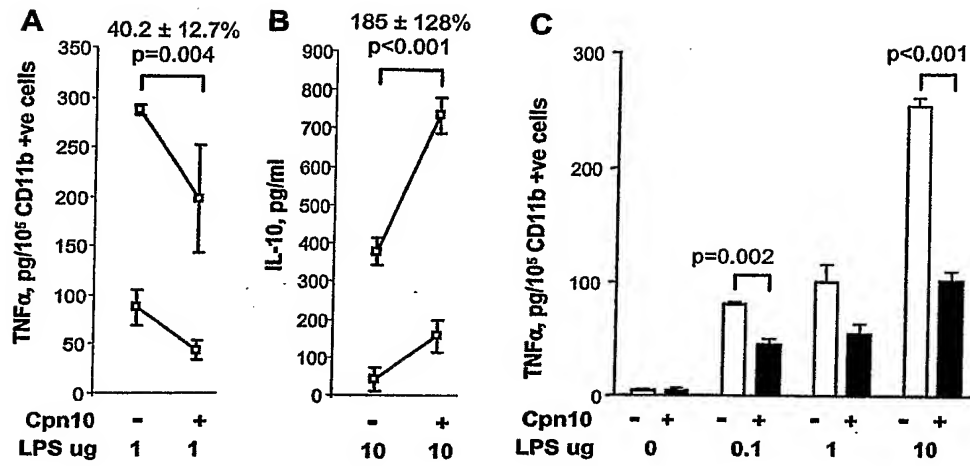 A
40.2 ± 12.7%
p=0.004
TNFα, pg/10⁵ CD11b +ve cells
350
300
250
200
150
100
50
0
Cpn10 - +
LPS ug 1 1
B
185 ± 128%
p<0.001
IL-10, pg/ml
900
800
700
600
500
400
300
200
100
0
- +
10 10
C
p<0.001
p=0.002
TNFα, pg/10⁵ CD11b +ve cells
300
200
100
0
Cpn10 - + - + - + - +
LPS ug 0 0.1 1 10